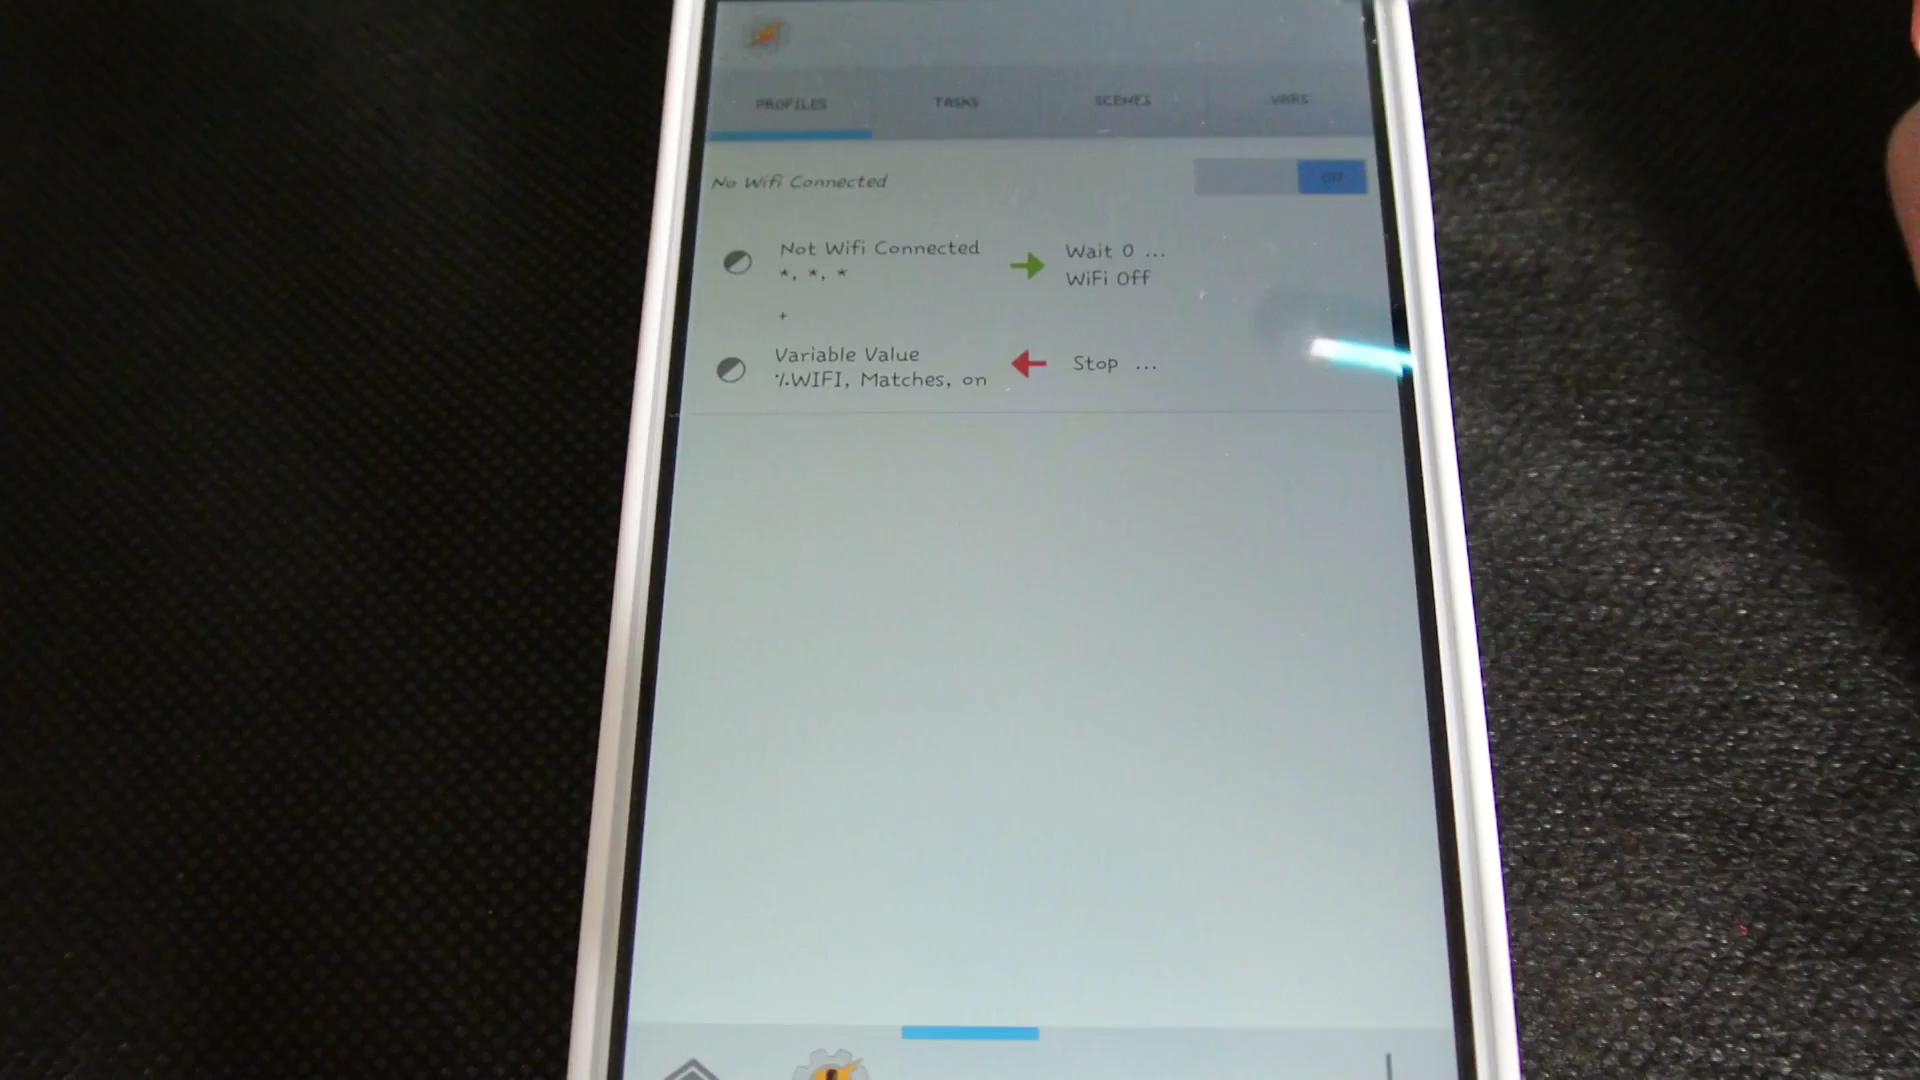 PROFILES TASKS SCENES VARS
No Wifi Connected
Not Wifi Connected
*, *, *
Wait 0 ...
WiFi Off
+
Variable Value
%WIFI, Matches, on
Stop ...